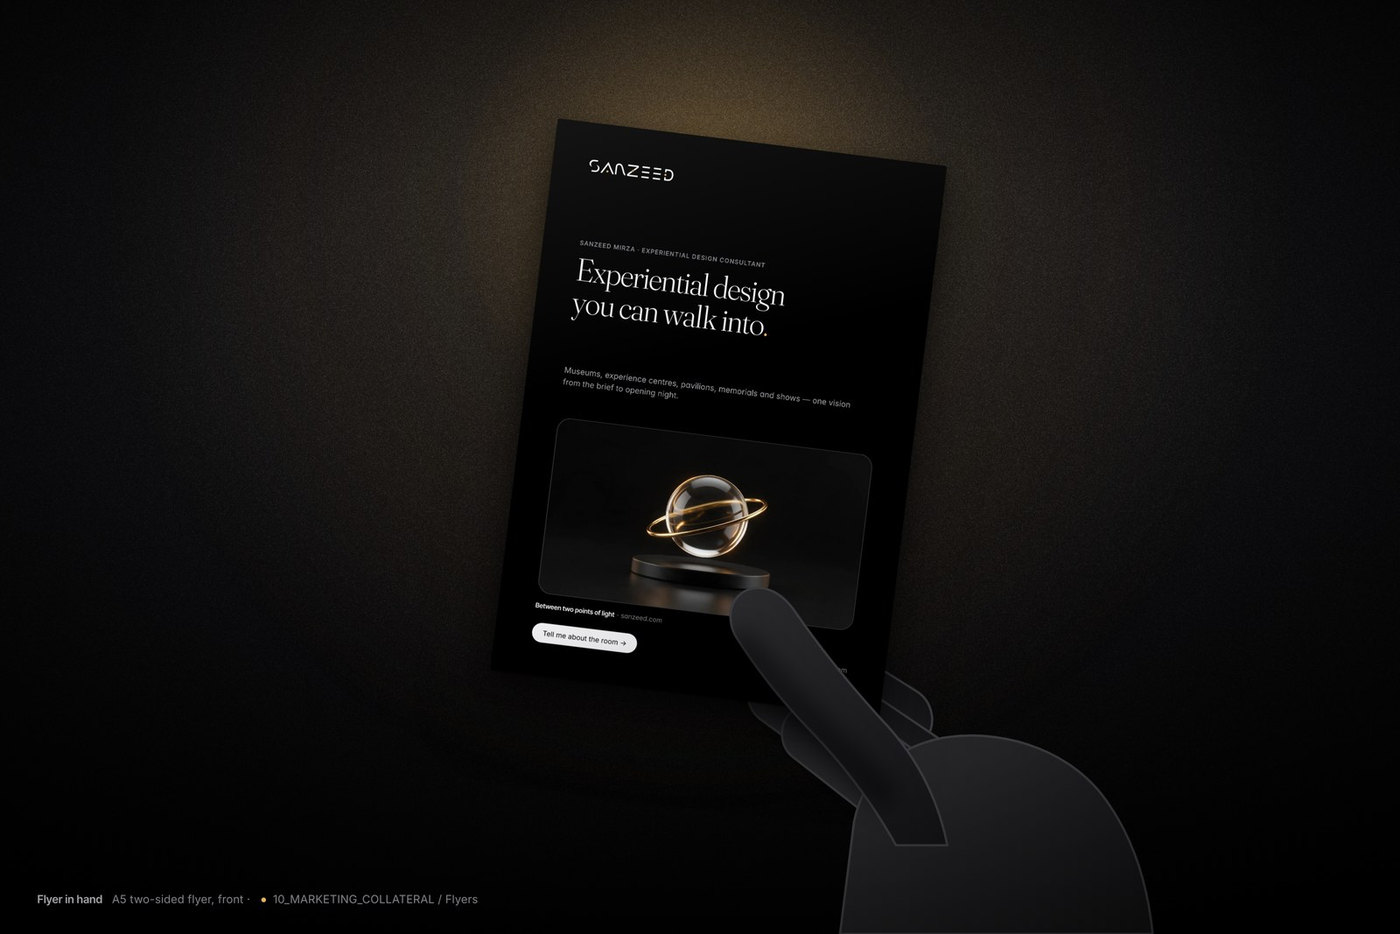 SANZEED
SANZEED MIRZA · EXPERIENTIAL DESIGN CONSULTANT
Experiential design
you can walk into.
Museums, experience centres, pavilions, memorials and shows — one vision
from the brief to opening night.
Between two points of light · sanzeed.com
Tell me about the room →
Flyer in hand A5 two-sided flyer, front · 10_MARKETING_COLLATERAL / Flyers